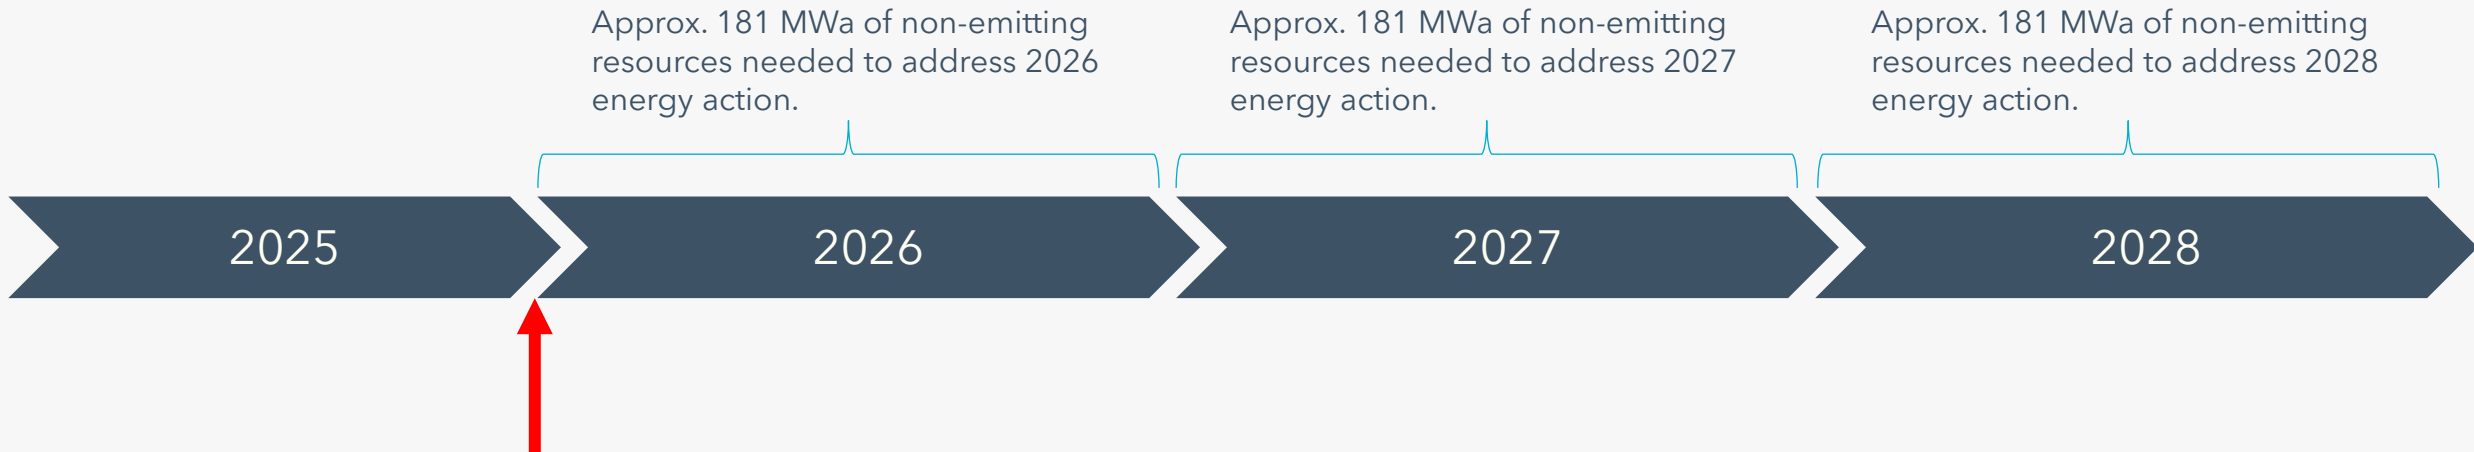 Approx. 181 MWa of non-emitting
resources needed to address 2026
energy action.
Approx. 181 MWa of non-emitting
resources needed to address 2027
energy action.
Approx. 181 MWa of non-emitting
resources needed to address 2028
energy action.
2025
2026
2027
2028